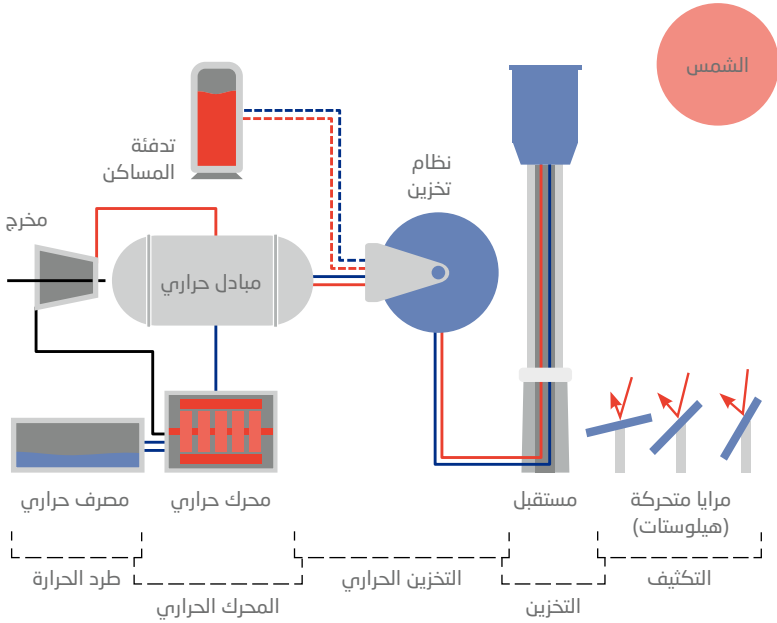 الشمس
نظام
تخزين
تدفئة
المساكن
مخرج
مبادل حراري
مرايا متحركة
(هيلوستات)
مستقبل
محرك حراري
مصرف حراري
التكثيف
التخزين
التخزين الحراري
المحرك الحراري
طرد الحرارة